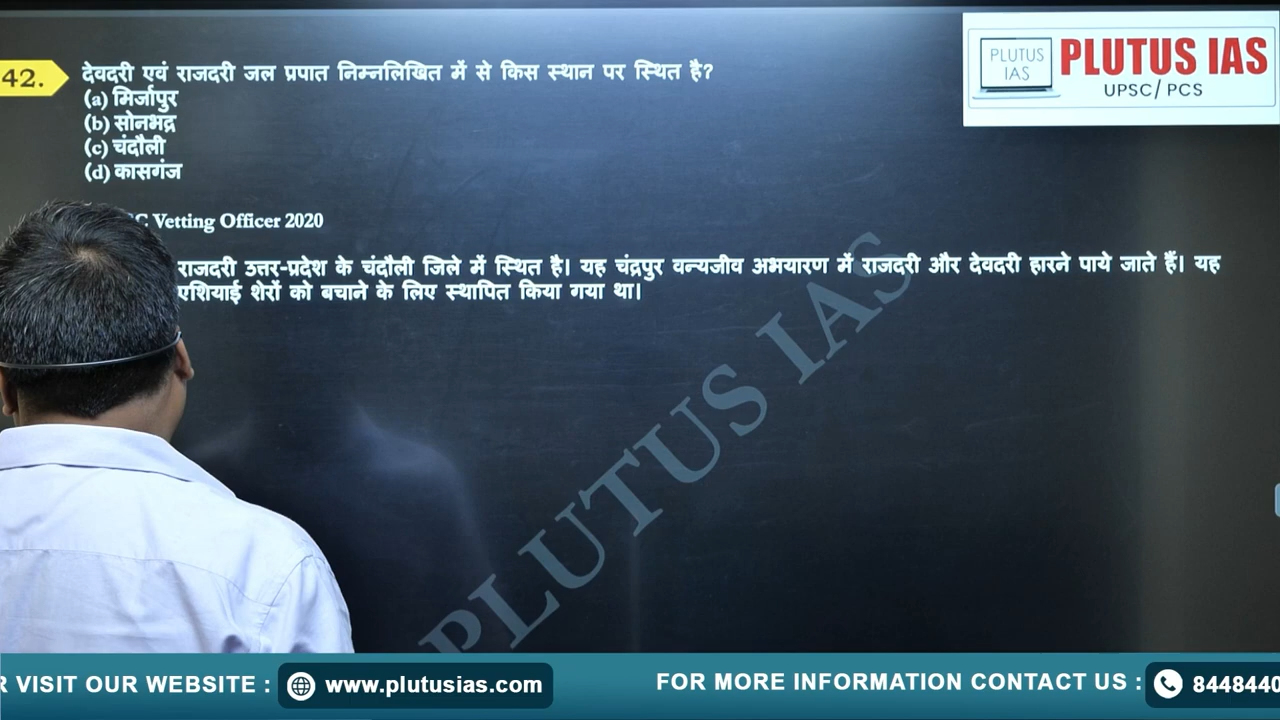 42. देवदरी एवं राजदरी जल प्रपात निम्नलिखित में से किस स्थान पर स्थित है?
(a) मिर्जापुर
(b) सोनभद्र
(c) चंदौली
(d) कासगंज
Vetting Officer 2020
राजदरी उत्तर-प्रदेश के चंदौली जिले में स्थित है। यह चंद्रपुर वन्यजीव अभयारण में राजदरी और देवदरी झरने पाये जाते हैं। यह
एशियाई शेरों को बचाने के लिए स्थापित किया गया था।
PLUTUS IAS
PLUTUS IAS
UPSC/ PCS
PLUTUS IAS
VISIT OUR WEBSITE : www.plutusias.com FOR MORE INFORMATION CONTACT US : 8448440